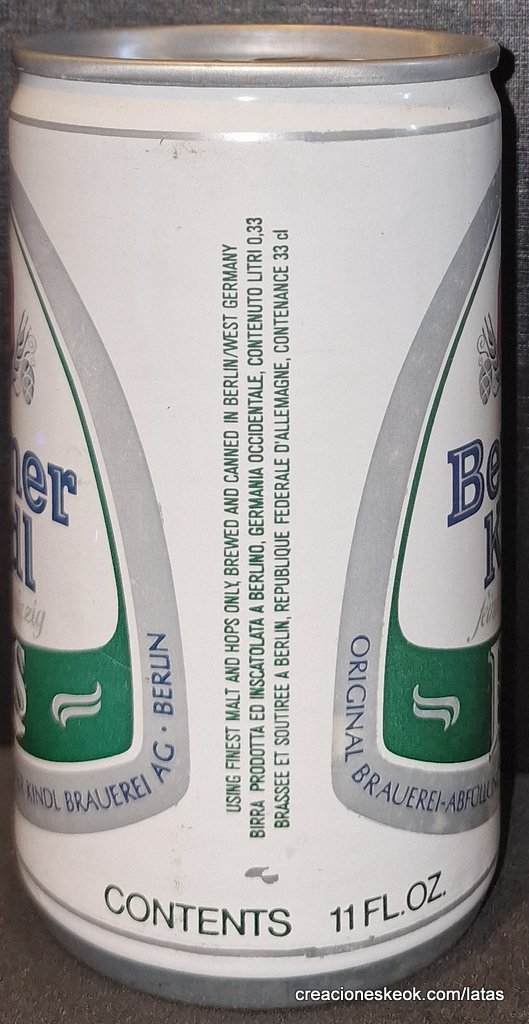 USING FINEST MALT AND HOPS ONLY, BREWED AND CANNED IN BERLIN/WEST GERMANY
BIRRA PRODOTTA ED INSCATOLATA A BERLINO, GERMANIA OCCIDENTALE, CONTENUTO LITRI 0,33
BRASSEE ET SOUTIREE A BERLIN, REPUBLIQUE FEDERALE D'ALLEMAGNE, CONTENANCE 33 cl
KINDL BRAUEREI AG · BERLIN
ORIGINAL BRAUEREI-
CONTENTS 11 FL.OZ.
creacioneskeok.com/latas